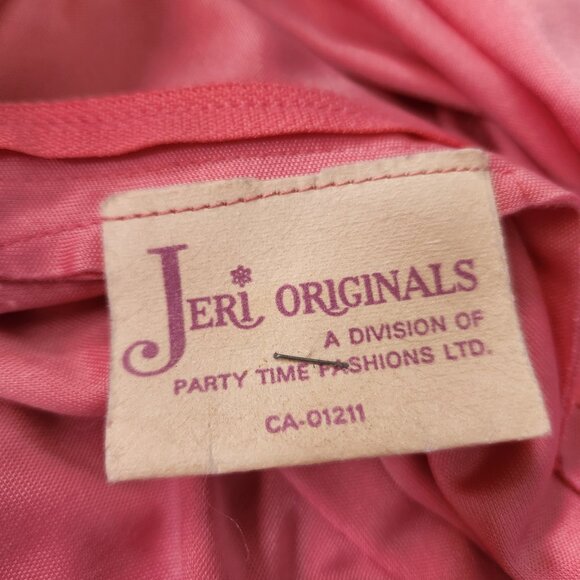 JERI ORIGINALS
A DIVISION OF
PARTY TIME FASHIONS LTD.
CA-01211